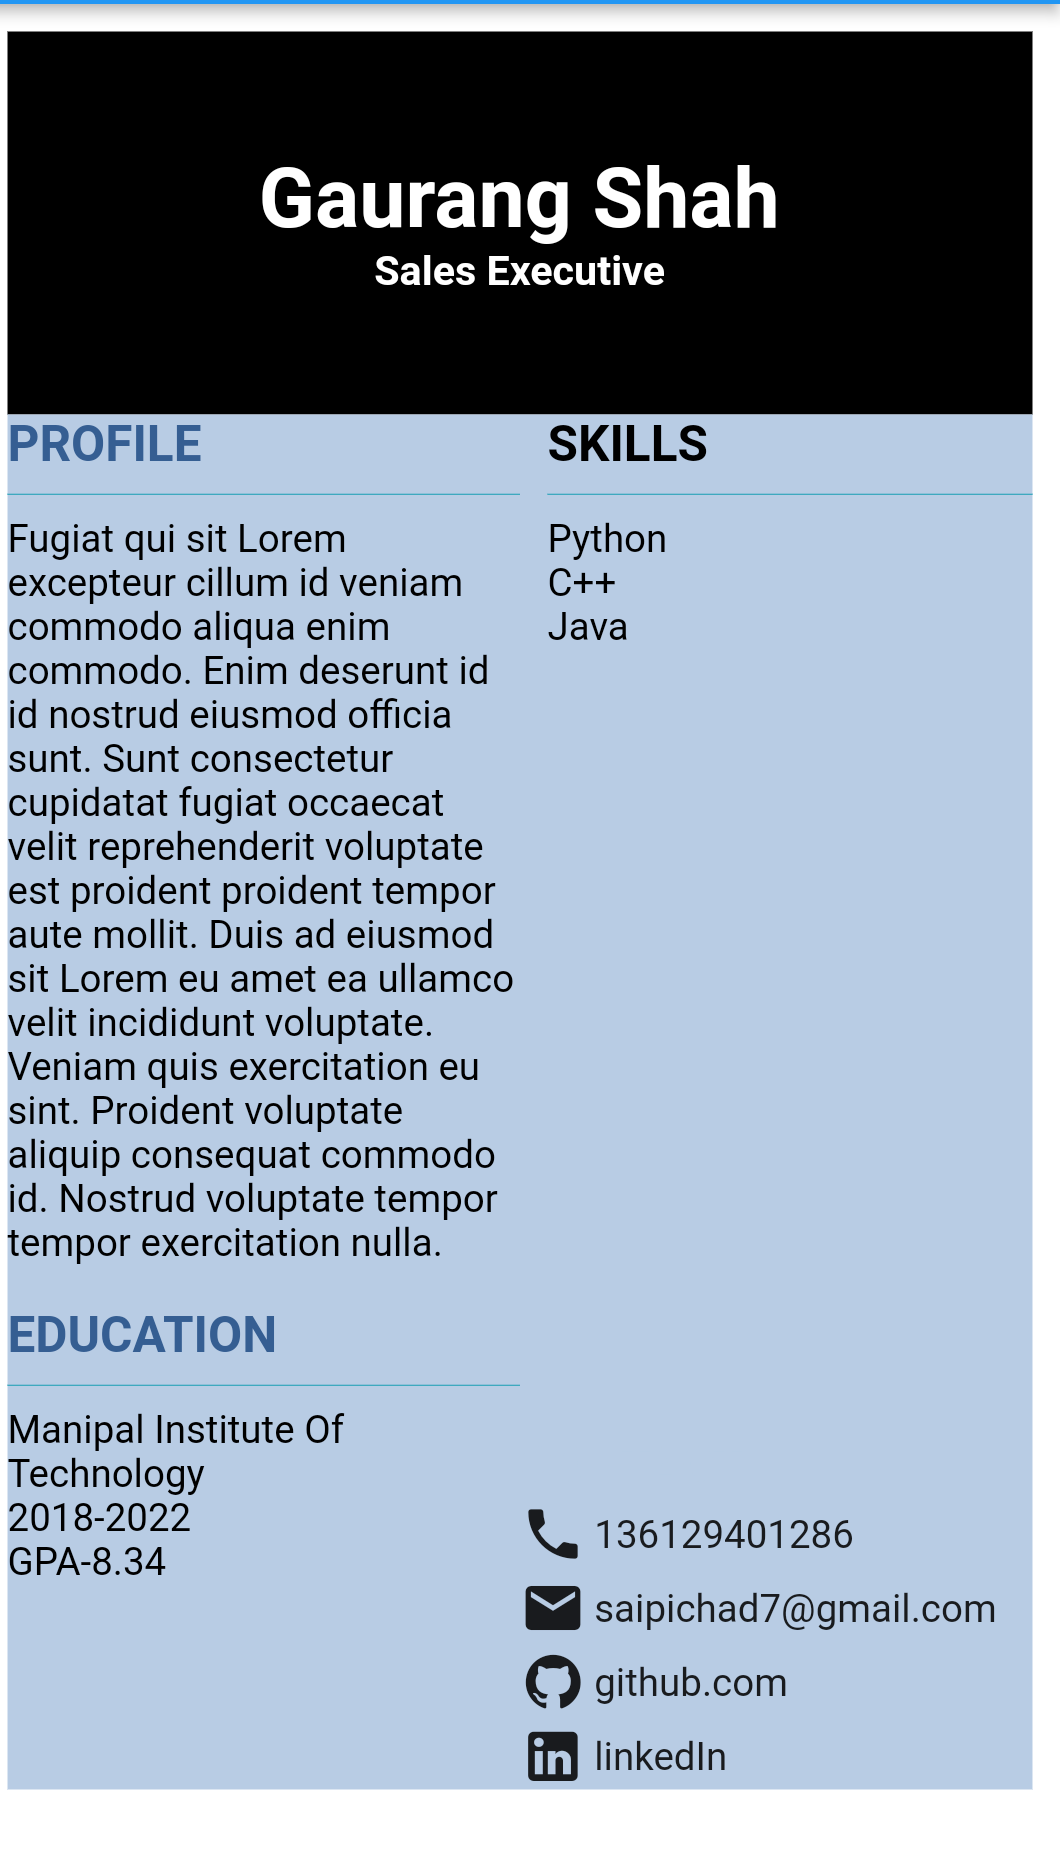 Gaurang Shah
Sales Executive
PROFILE
Fugiat qui sit Lorem
excepteur cillum id veniam
commodo aliqua enim
commodo. Enim deserunt id
id nostrud eiusmod officia
sunt. Sunt consectetur
cupidatat fugiat occaecat
velit reprehenderit voluptate
est proident proident tempor
aute mollit. Duis ad eiusmod
sit Lorem eu amet ea ullamco
velit incididunt voluptate.
Veniam quis exercitation eu
sint. Proident voluptate
aliquip consequat commodo
id. Nostrud voluptate tempor
tempor exercitation nulla.
EDUCATION
Manipal Institute Of
Technology
2018-2022
GPA-8.34
SKILLS
Python
C++
Java
136129401286
saipichad7@gmail.com
github.com
linkedIn